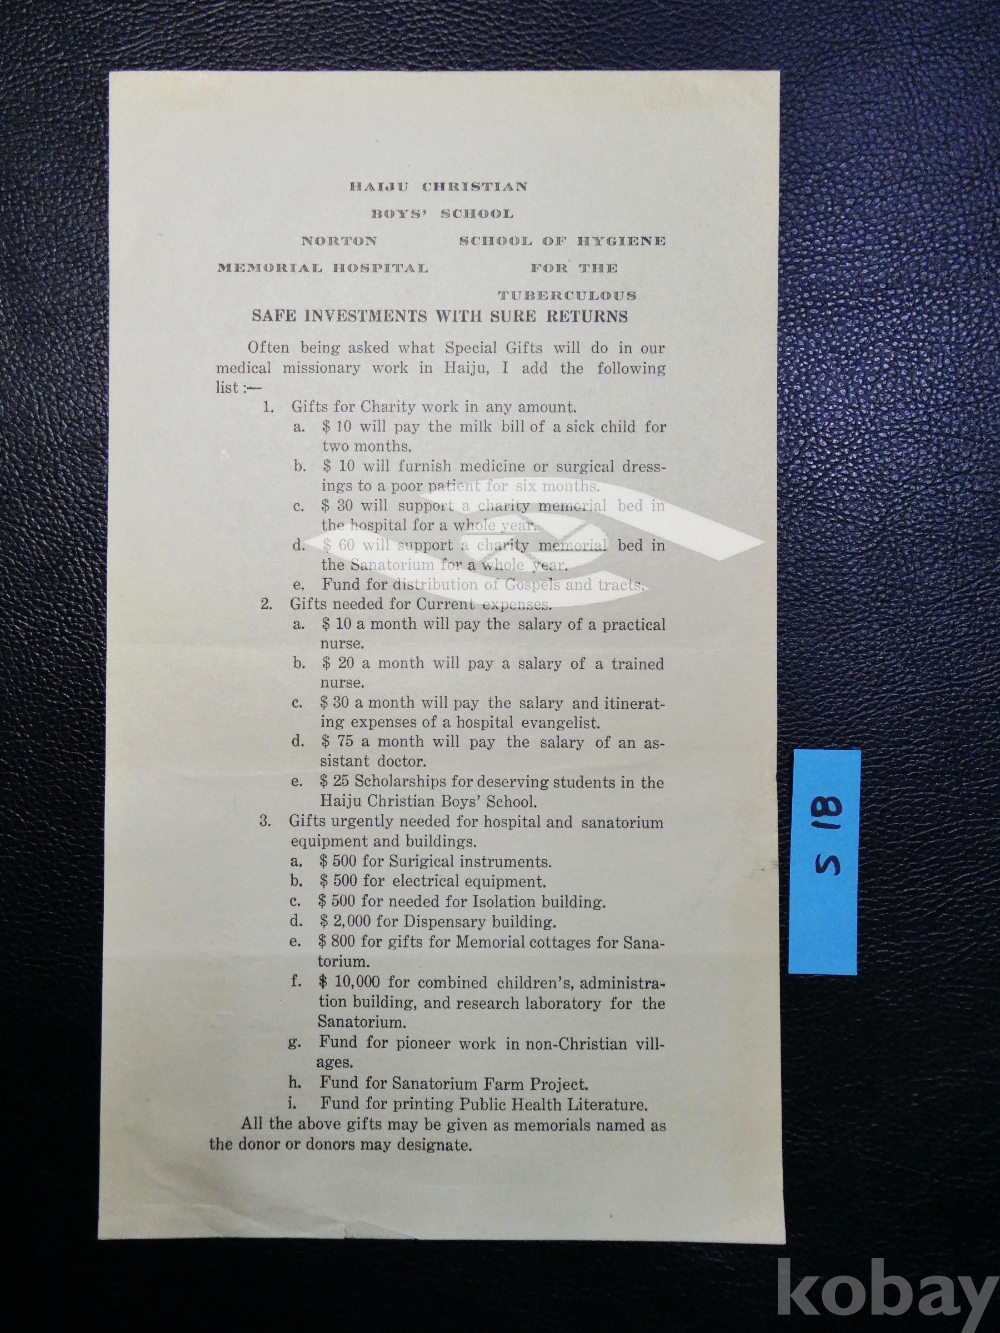 HAIJU CHRISTIAN
BOYS' SCHOOL
NORTON SCHOOL OF HYGIENE
MEMORIAL HOSPITAL FOR THE
TUBERCULOUS
SAFE INVESTMENTS WITH SURE RETURNS
Often being asked what Special Gifts will do in our
medical missionary work in Haiju, I add the following
list :—
1. Gifts for Charity work in any amount.
a. $ 10 will pay the milk bill of a sick child for
two months.
b. $ 10 will furnish medicine or surgical dress-
ings to a poor patient for six months.
c. $ 30 will support a charity memorial bed in
the hospital for a whole year.
d. $ 60 will support a charity memorial bed in
the Sanatorium for a whole year.
e. Fund for distribution of Gospels and tracts.
2. Gifts needed for Current expenses.
a. $ 10 a month will pay the salary of a practical
nurse.
b. $ 20 a month will pay a salary of a trained
nurse.
c. $ 30 a month will pay the salary and itinerat-
ing expenses of a hospital evangelist.
d. $ 75 a month will pay the salary of an as-
sistant doctor.
e. $ 25 Scholarships for deserving students in the
Haiju Christian Boys' School.
3. Gifts urgently needed for hospital and sanatorium
equipment and buildings.
a. $ 500 for Surigical instruments.
b. $ 500 for electrical equipment.
c. $ 500 for needed for Isolation building.
d. $ 2,000 for Dispensary building.
e. $ 800 for gifts for Memorial cottages for Sana-
torium.
f. $ 10,000 for combined children's, administra-
tion building, and research laboratory for the
Sanatorium.
g. Fund for pioneer work in non-Christian vill-
ages.
h. Fund for Sanatorium Farm Project.
i. Fund for printing Public Health Literature.
All the above gifts may be given as memorials named as
the donor or donors may designate.
S 18
kobay